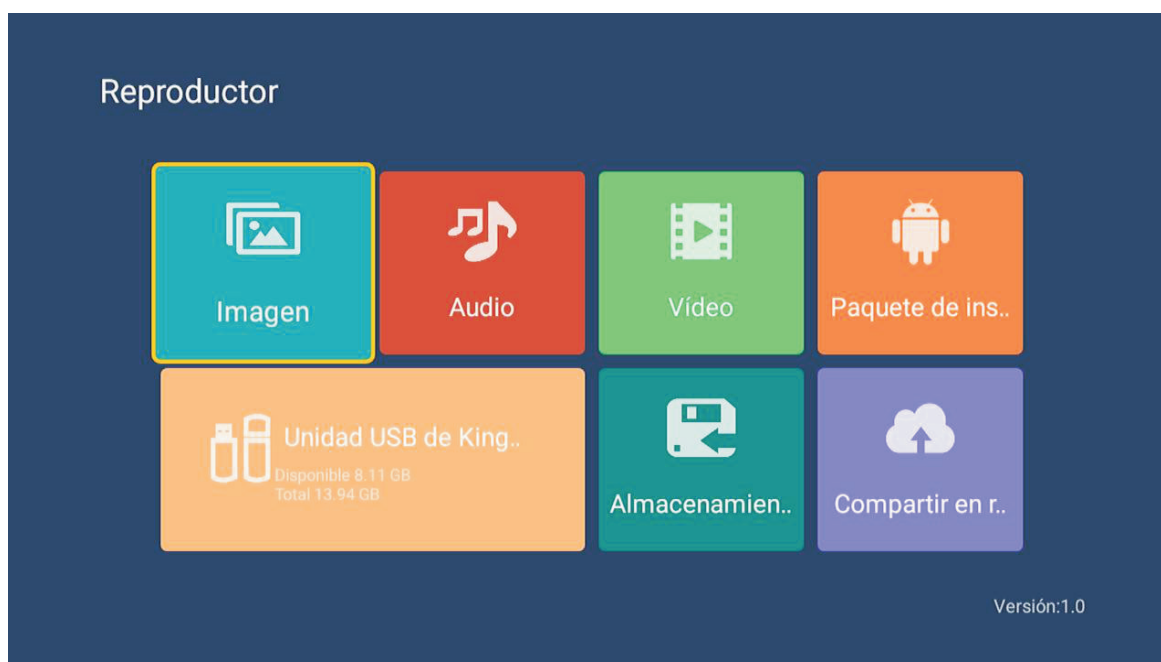 Reproductor
Imagen
Audio
Vídeo
Paquete de ins..
Unidad USB de King..
Disponible 8.11 GB
Total 13.94 GB
Almacenamien..
Compartir en r..
Versión:1.0